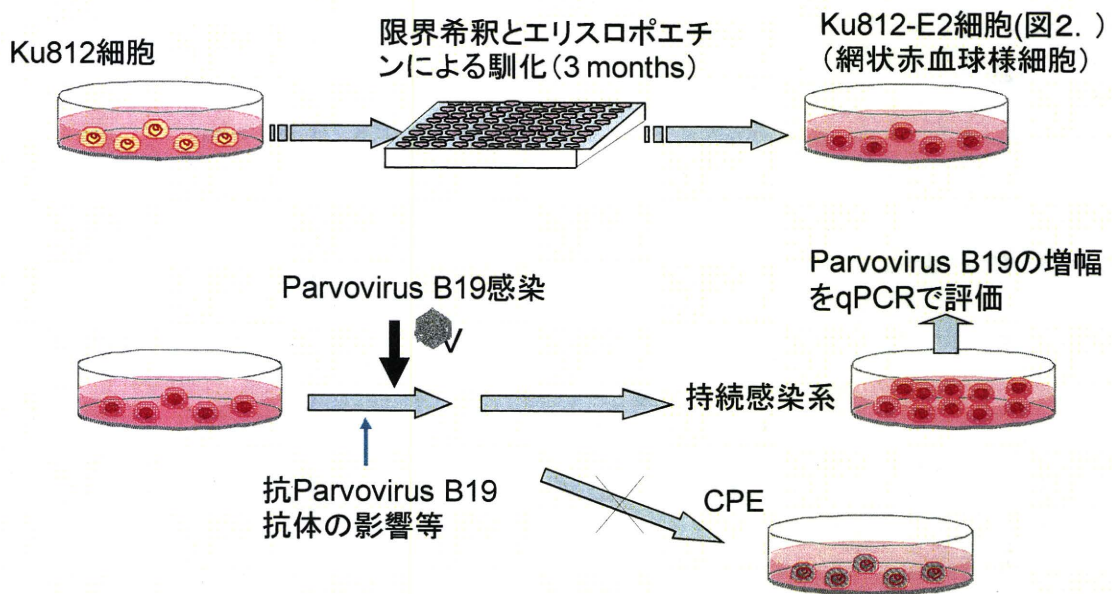 Ku812細胞
限界希釈とエリスロポエチ
ンによる馴化(3 months)
Ku812-E2細胞(図2. )
(網状赤血球様細胞)
Parvovirus B19感染
Parvovirus B19の増幅
をqPCRで評価
持続感染系
抗Parvovirus B19
抗体の影響等
CPE